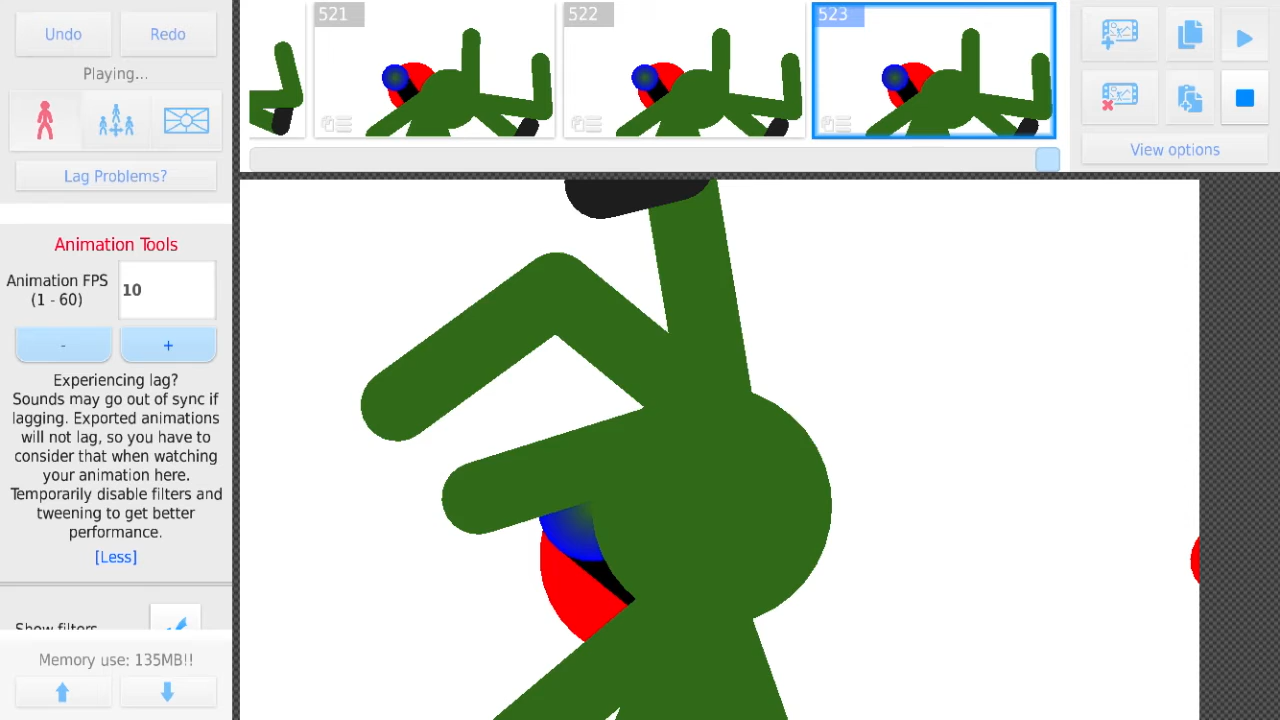 Undo
Redo
Playing...
Lag Problems?
Animation Tools
Animation FPS
(1 - 60)
10
-
+
Experiencing lag?
Sounds may go out of sync if
lagging. Exported animations
will not lag, so you have to
consider that when watching
your animation here.
Temporarily disable filters and
tweening to get better
performance.
[Less]
Show filters
Memory use: 135MB!!
521
522
523
View options